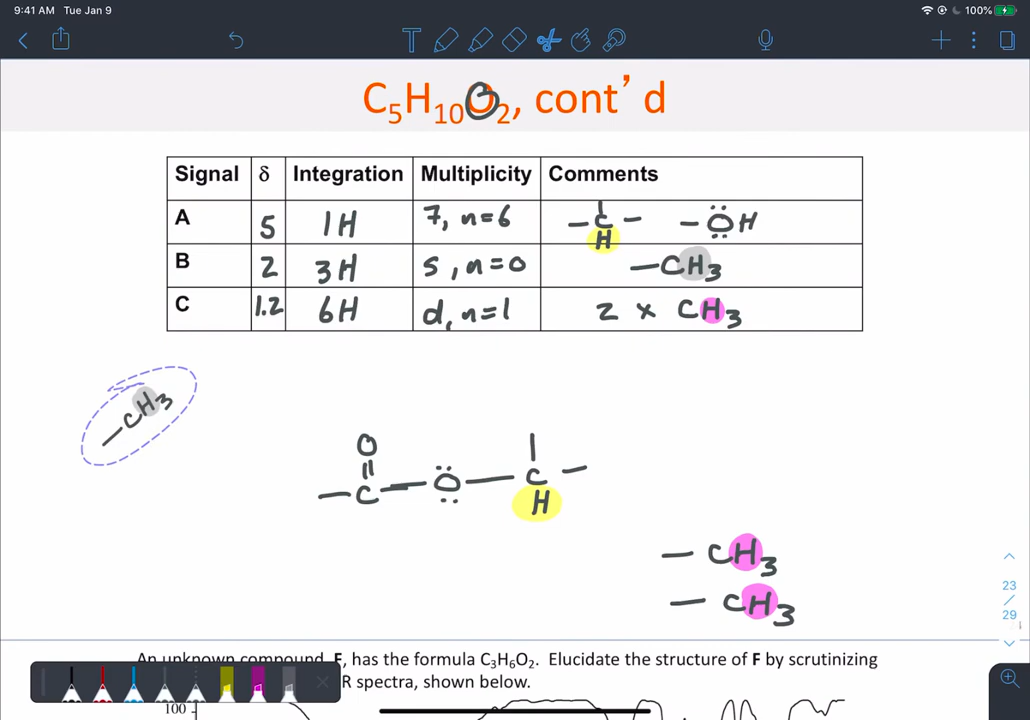 9:41 AM Tue Jan 9
100%
C5H10O2, cont'd
Signal δ Integration Multiplicity Comments
A 5 1H 7, n=6 –C– H –OH
B 2 3H s, n=0 –CH3
C 1.2 6H d, n=1 2 × CH3
–CH3
O
–C–O–C–
H
–CH3
–CH3
23
/
29
An unknown compound, F, has the formula C3H6O2. Elucidate the structure of F by scrutinizing
R spectra, shown below.
100